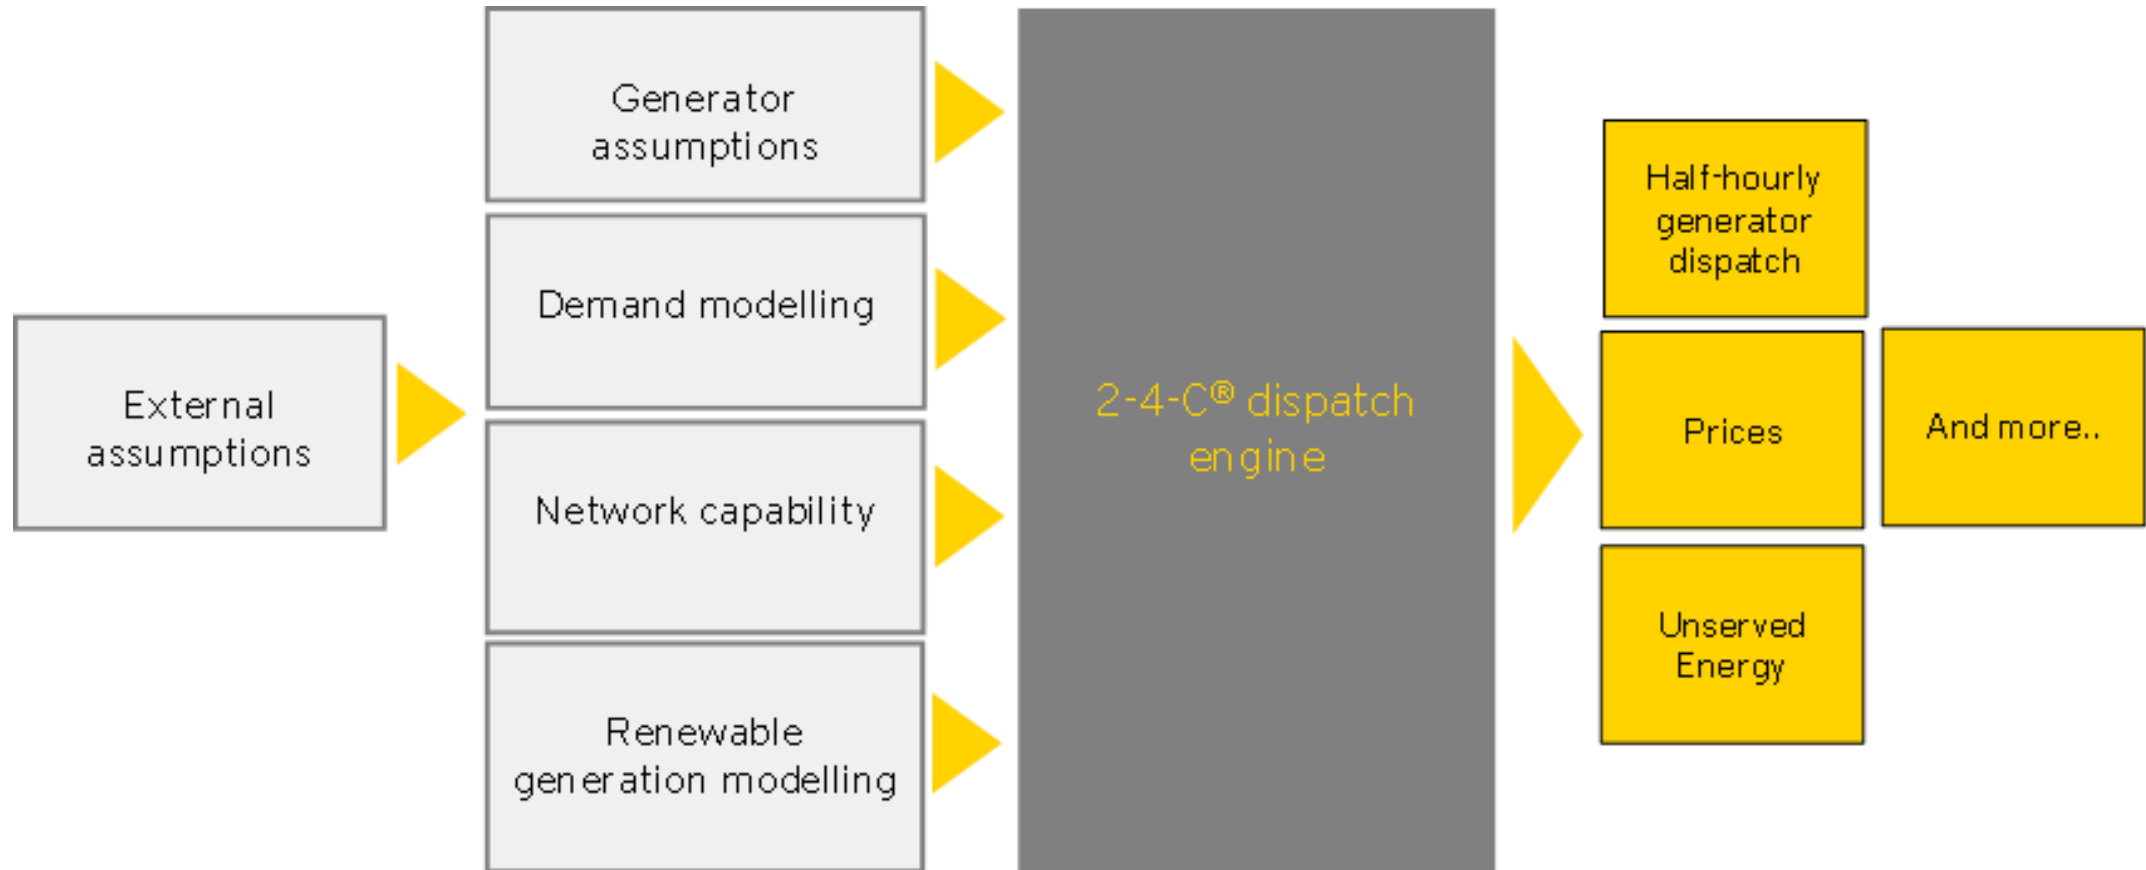 External
assumptions
Generator
assumptions
Demand modelling
Network capability
Renewable
generation modelling
2-4-C® dispatch
engine
Half-hourly
generator
dispatch
Prices
And more..
Unserved
Energy